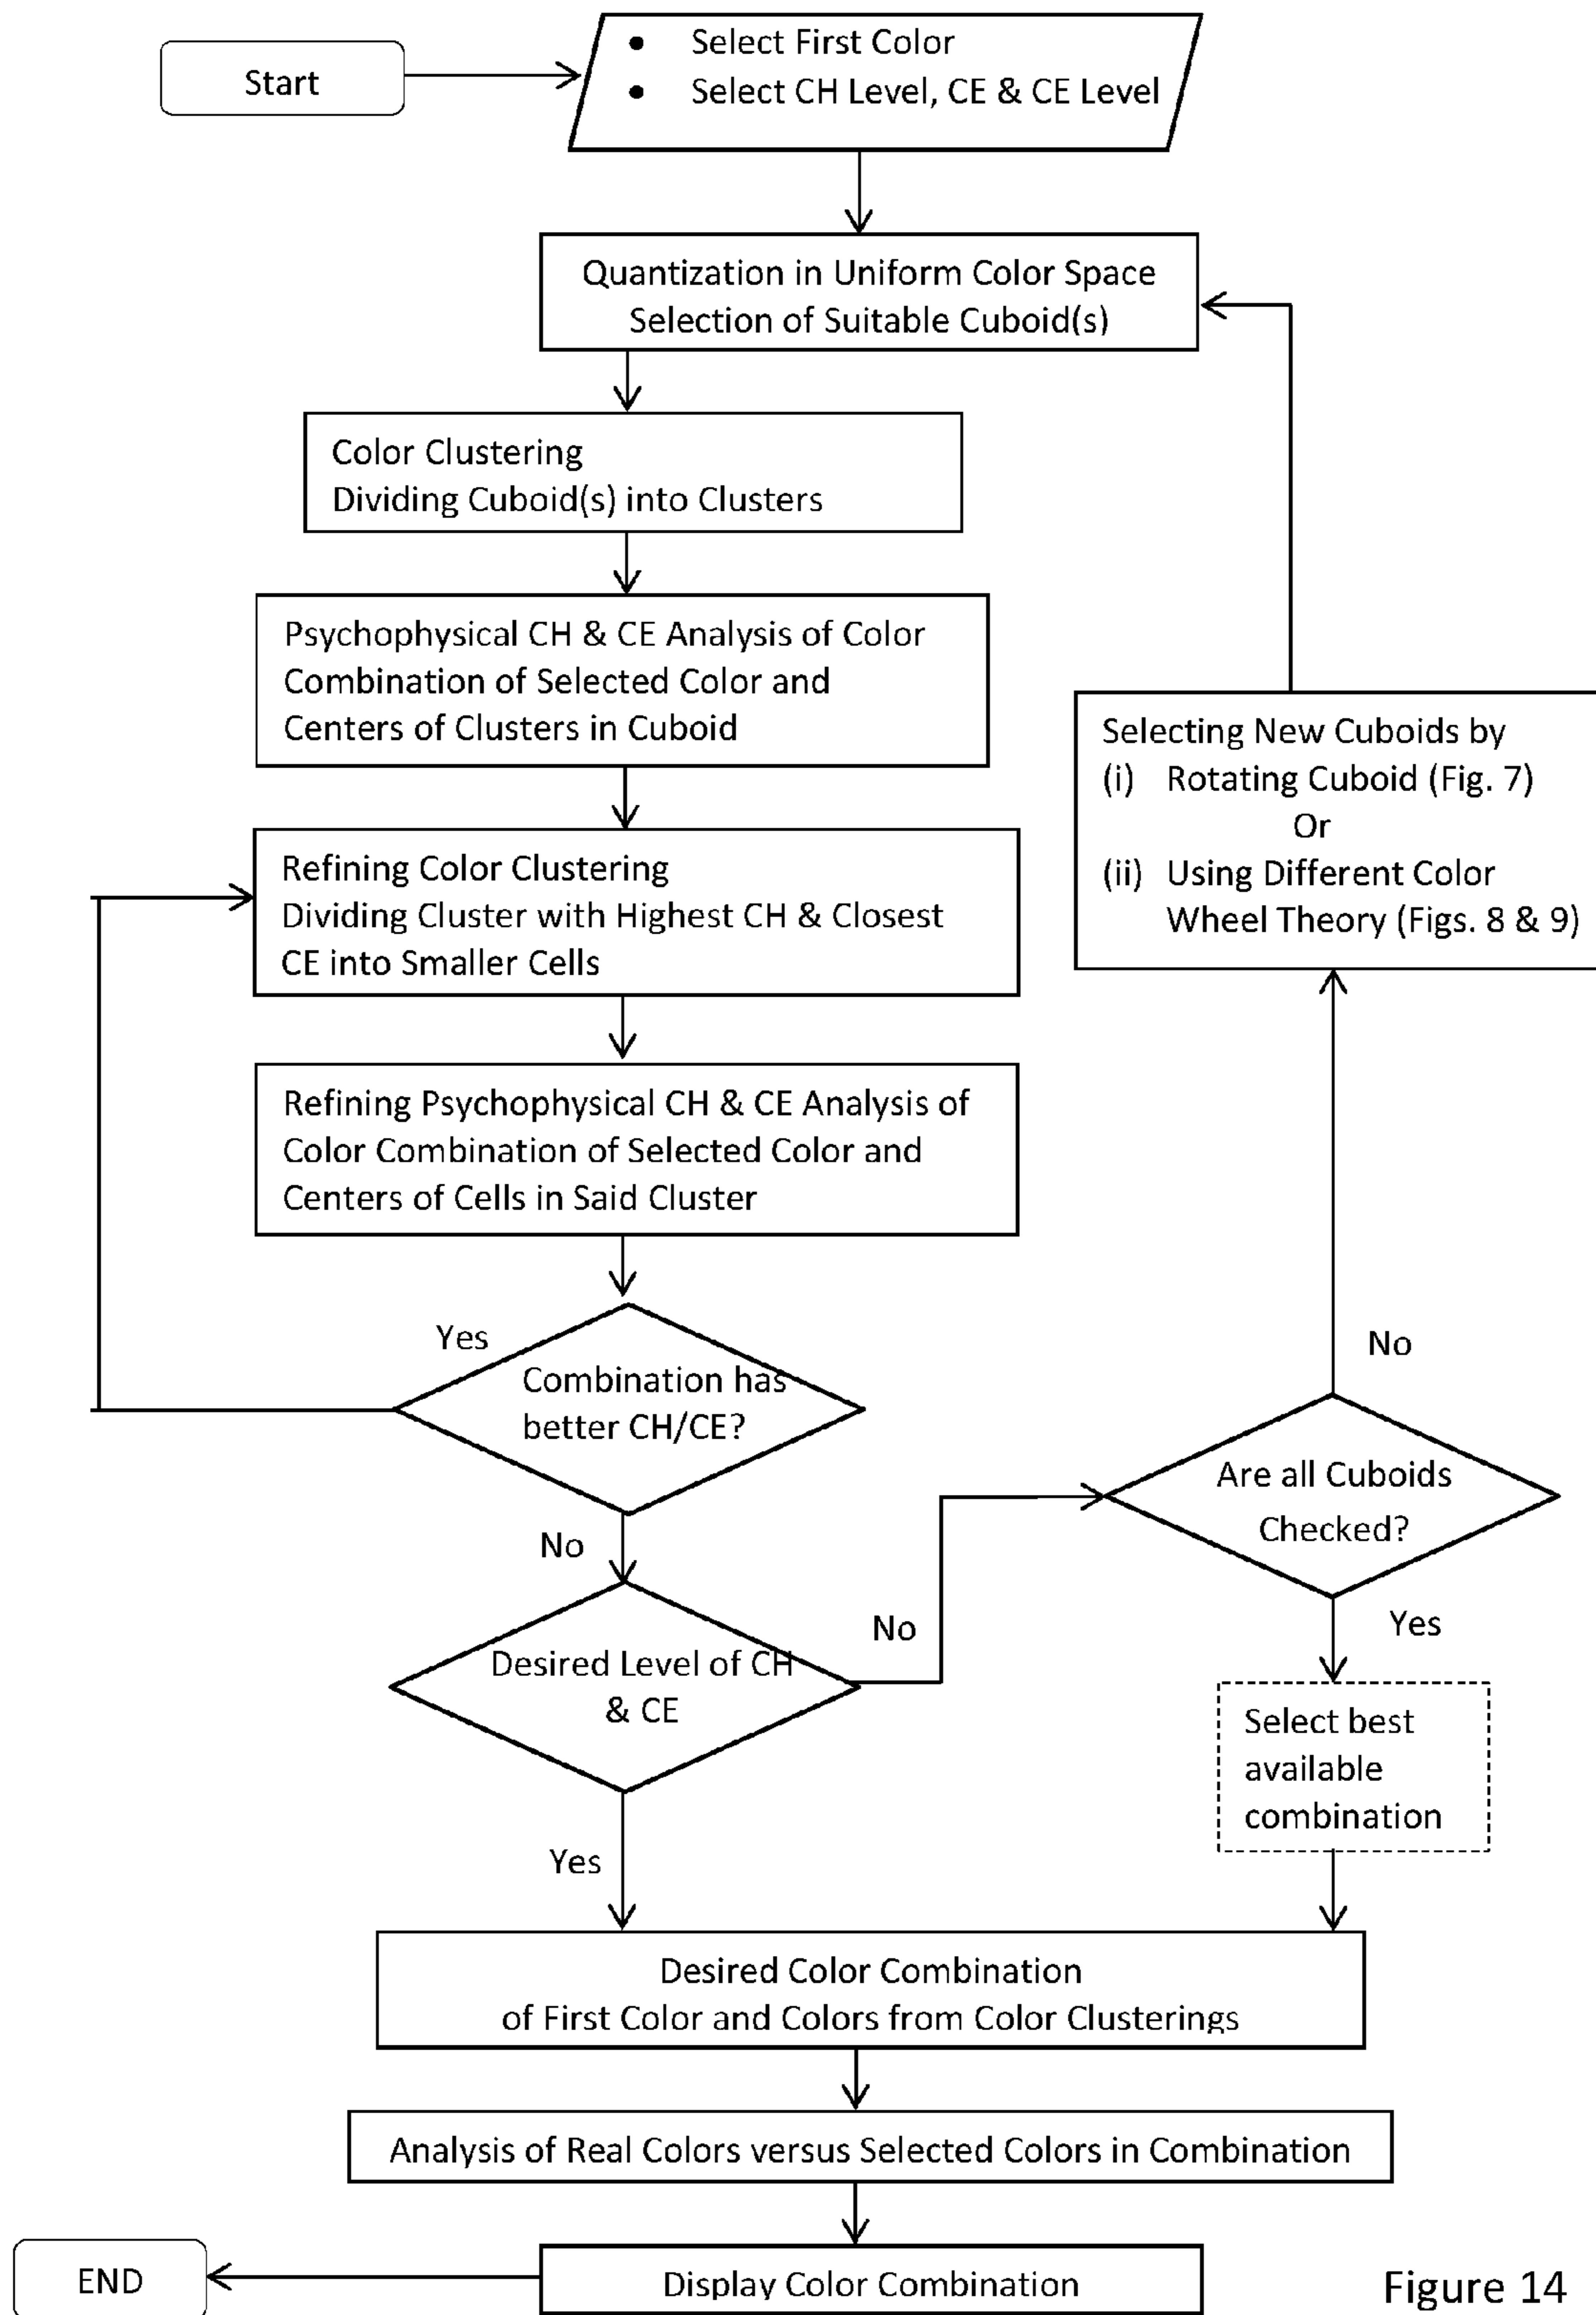 Start
• Select First Color
• Select CH Level, CE & CE Level
Quantization in Uniform Color Space
Selection of Suitable Cuboid(s)
Color Clustering
Dividing Cuboid(s) into Clusters
Psychophysical CH & CE Analysis of Color
Combination of Selected Color and
Centers of Clusters in Cuboid
Selecting New Cuboids by
(i) Rotating Cuboid (Fig. 7)
Or
(ii) Using Different Color
Wheel Theory (Figs. 8 & 9)
Refining Color Clustering
Dividing Cluster with Highest CH & Closest
CE into Smaller Cells
Refining Psychophysical CH & CE Analysis of
Color Combination of Selected Color and
Centers of Cells in Said Cluster
Yes
Combination has
better CH/CE?
No
No
Are all Cuboids
Checked?
No
Yes
Desired Level of CH
& CE
Select best
available
combination
Yes
Desired Color Combination
of First Color and Colors from Color Clusterings
Analysis of Real Colors versus Selected Colors in Combination
Display Color Combination
END
Figure 14